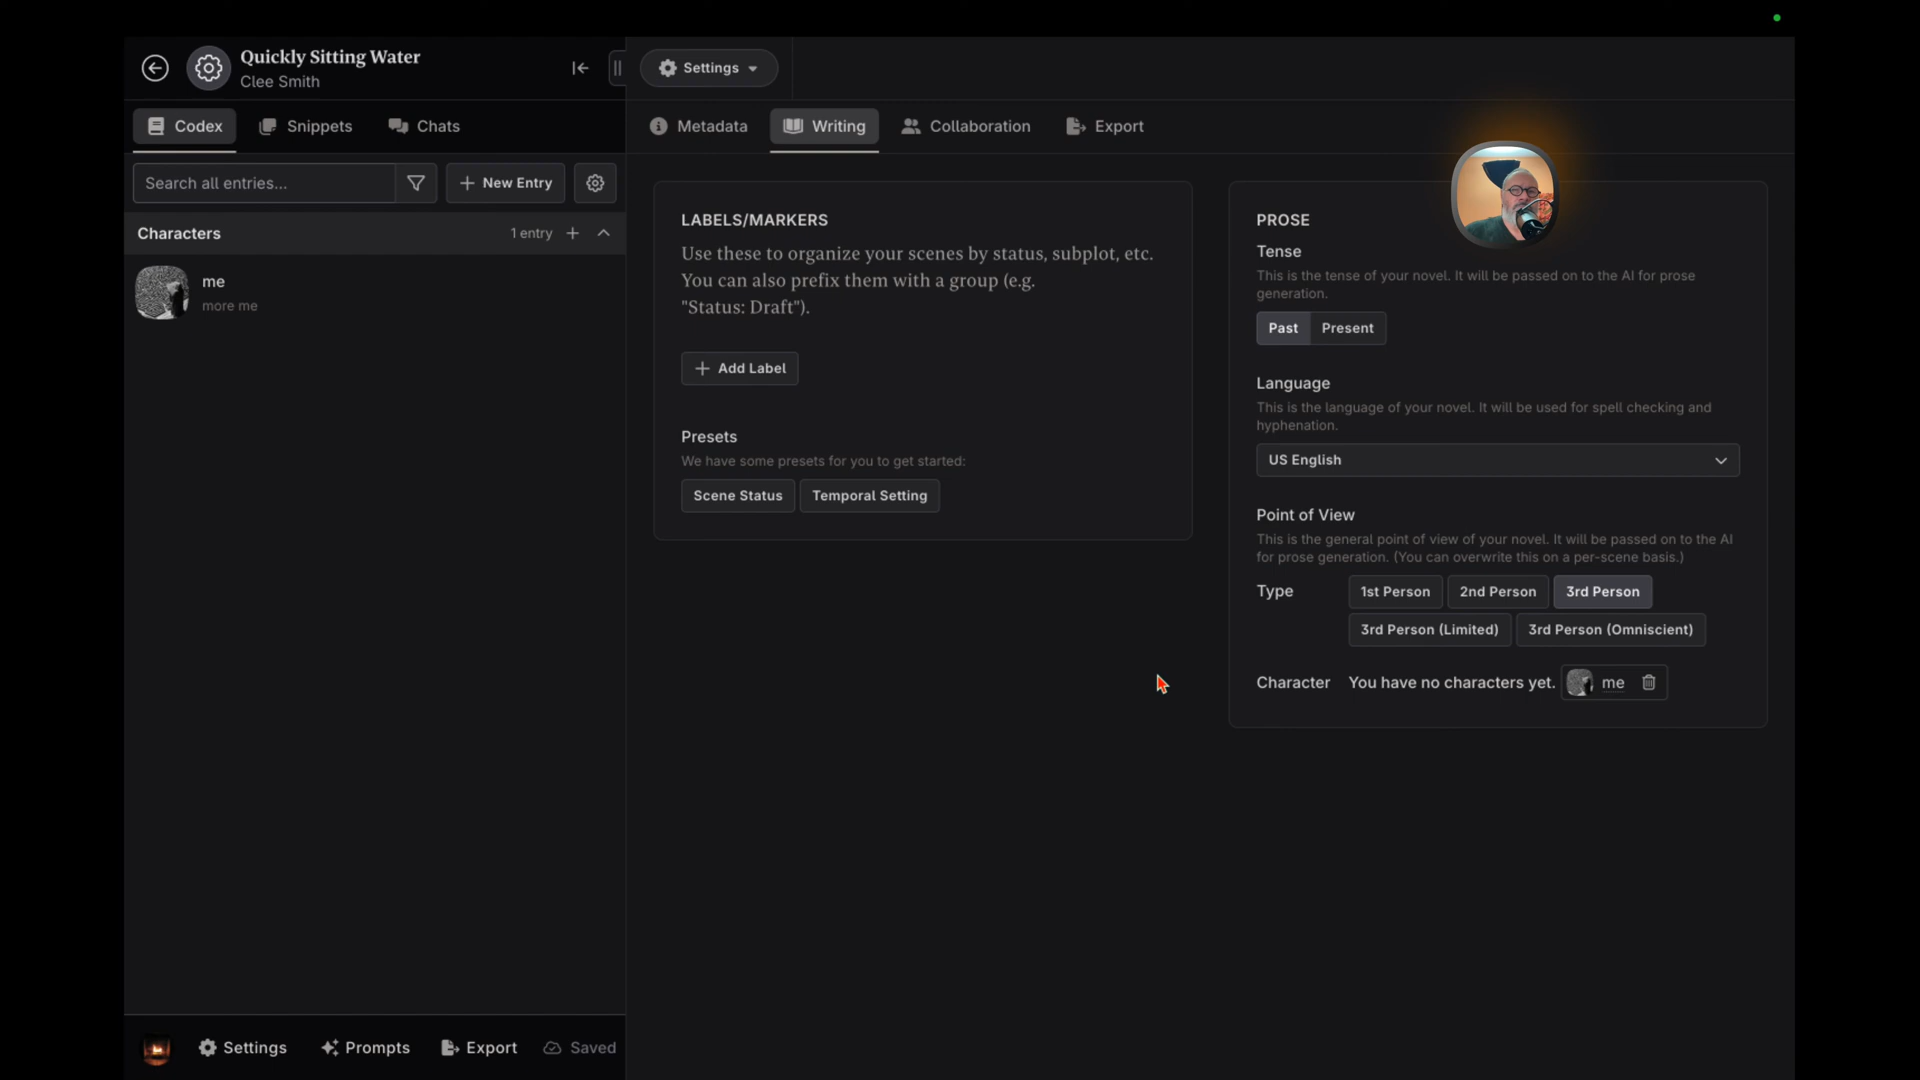 Quickly Sitting Water
Clee Smith
Settings
Codex
Snippets
Chats
Metadata
Writing
Collaboration
Export
Search all entries...
New Entry
Characters
1 entry
me
more me
LABELS/MARKERS
Use these to organize your scenes by status, subplot, etc.
You can also prefix them with a group (e.g.
"Status: Draft").
Add Label
Presets
We have some presets for you to get started:
Scene Status
Temporal Setting
PROSE
Tense
This is the tense of your novel. It will be passed on to the AI for prose
generation.
Past
Present
Language
This is the language of your novel. It will be used for spell checking and
hyphenation.
US English
Point of View
This is the general point of view of your novel. It will be passed on to the AI
for prose generation. (You can overwrite this on a per-scene basis.)
Type
1st Person
2nd Person
3rd Person
3rd Person (Limited)
3rd Person (Omniscient)
Character
You have no characters yet.
me
Settings
Prompts
Export
Saved